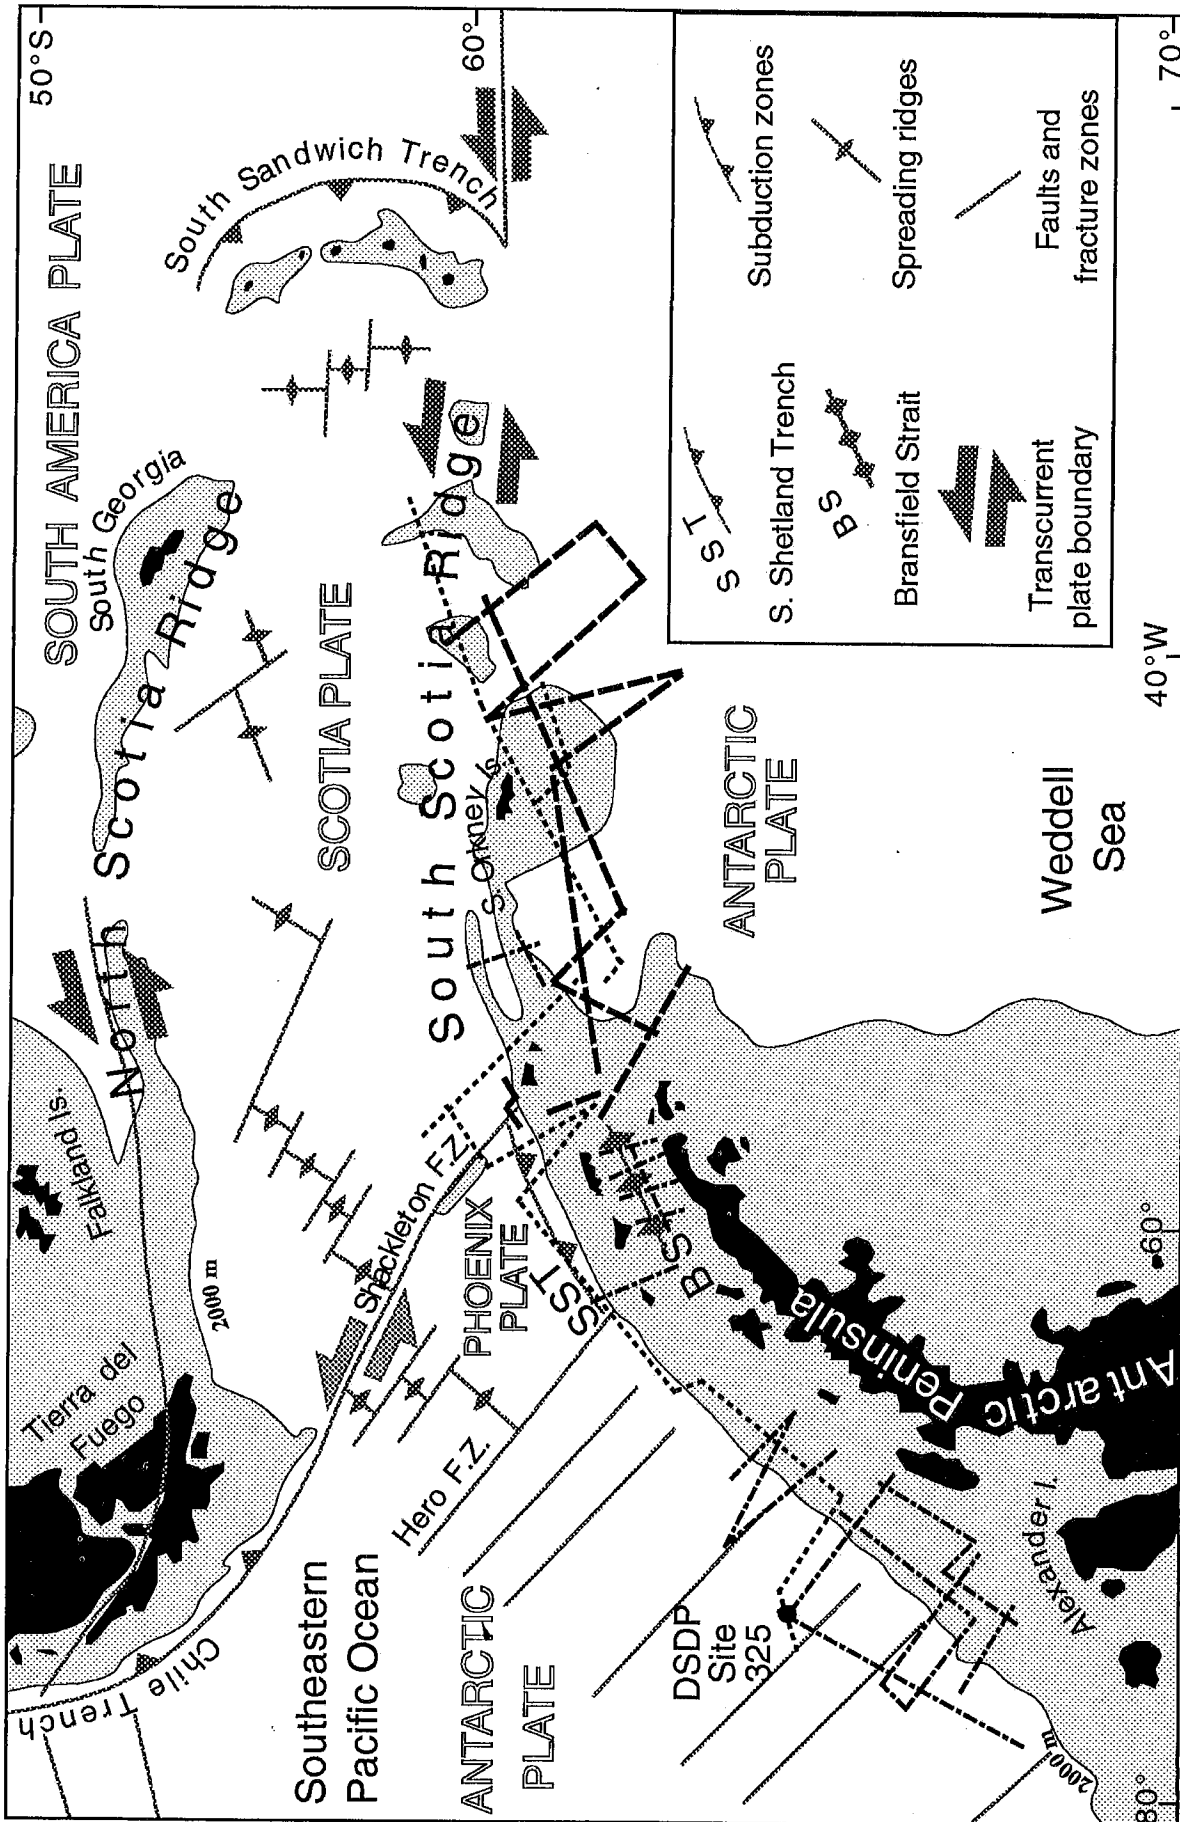 50°S
60°
70°
SOUTH AMERICA PLATE
South Sandwich Trench
South Georgia
North Scotia Ridge
SCOTIA PLATE
South Scotia Ridge
S. Orkney Is.
Falkland Is.
Tierra del
Fuego
2000 m
Shackleton F.Z.
PHOENIX
PLATE
SST
BS
Hero F.Z.
Chile Trench
Southeastern
Pacific Ocean
ANTARCTIC
PLATE
DSDP
Site
325
Antarctic Peninsula
Alexander I.
2000 m
ANTARCTIC
PLATE
Weddell
Sea
80°
60°
40°W
SST
S. Shetland Trench
BS
Bransfield Strait
Transcurrent
plate boundary
Subduction zones
Spreading ridges
Faults and
fracture zones